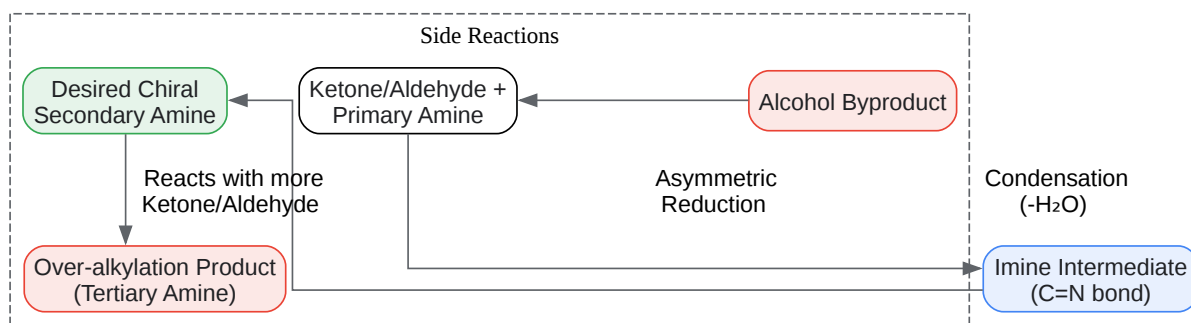 Side Reactions
Desired Chiral
Secondary Amine
Ketone/Aldehyde +
Primary Amine
Alcohol Byproduct
Reacts with more
Ketone/Aldehyde
Asymmetric
Reduction
Condensation
(-H₂O)
Over-alkylation Product
(Tertiary Amine)
Imine Intermediate
(C=N bond)